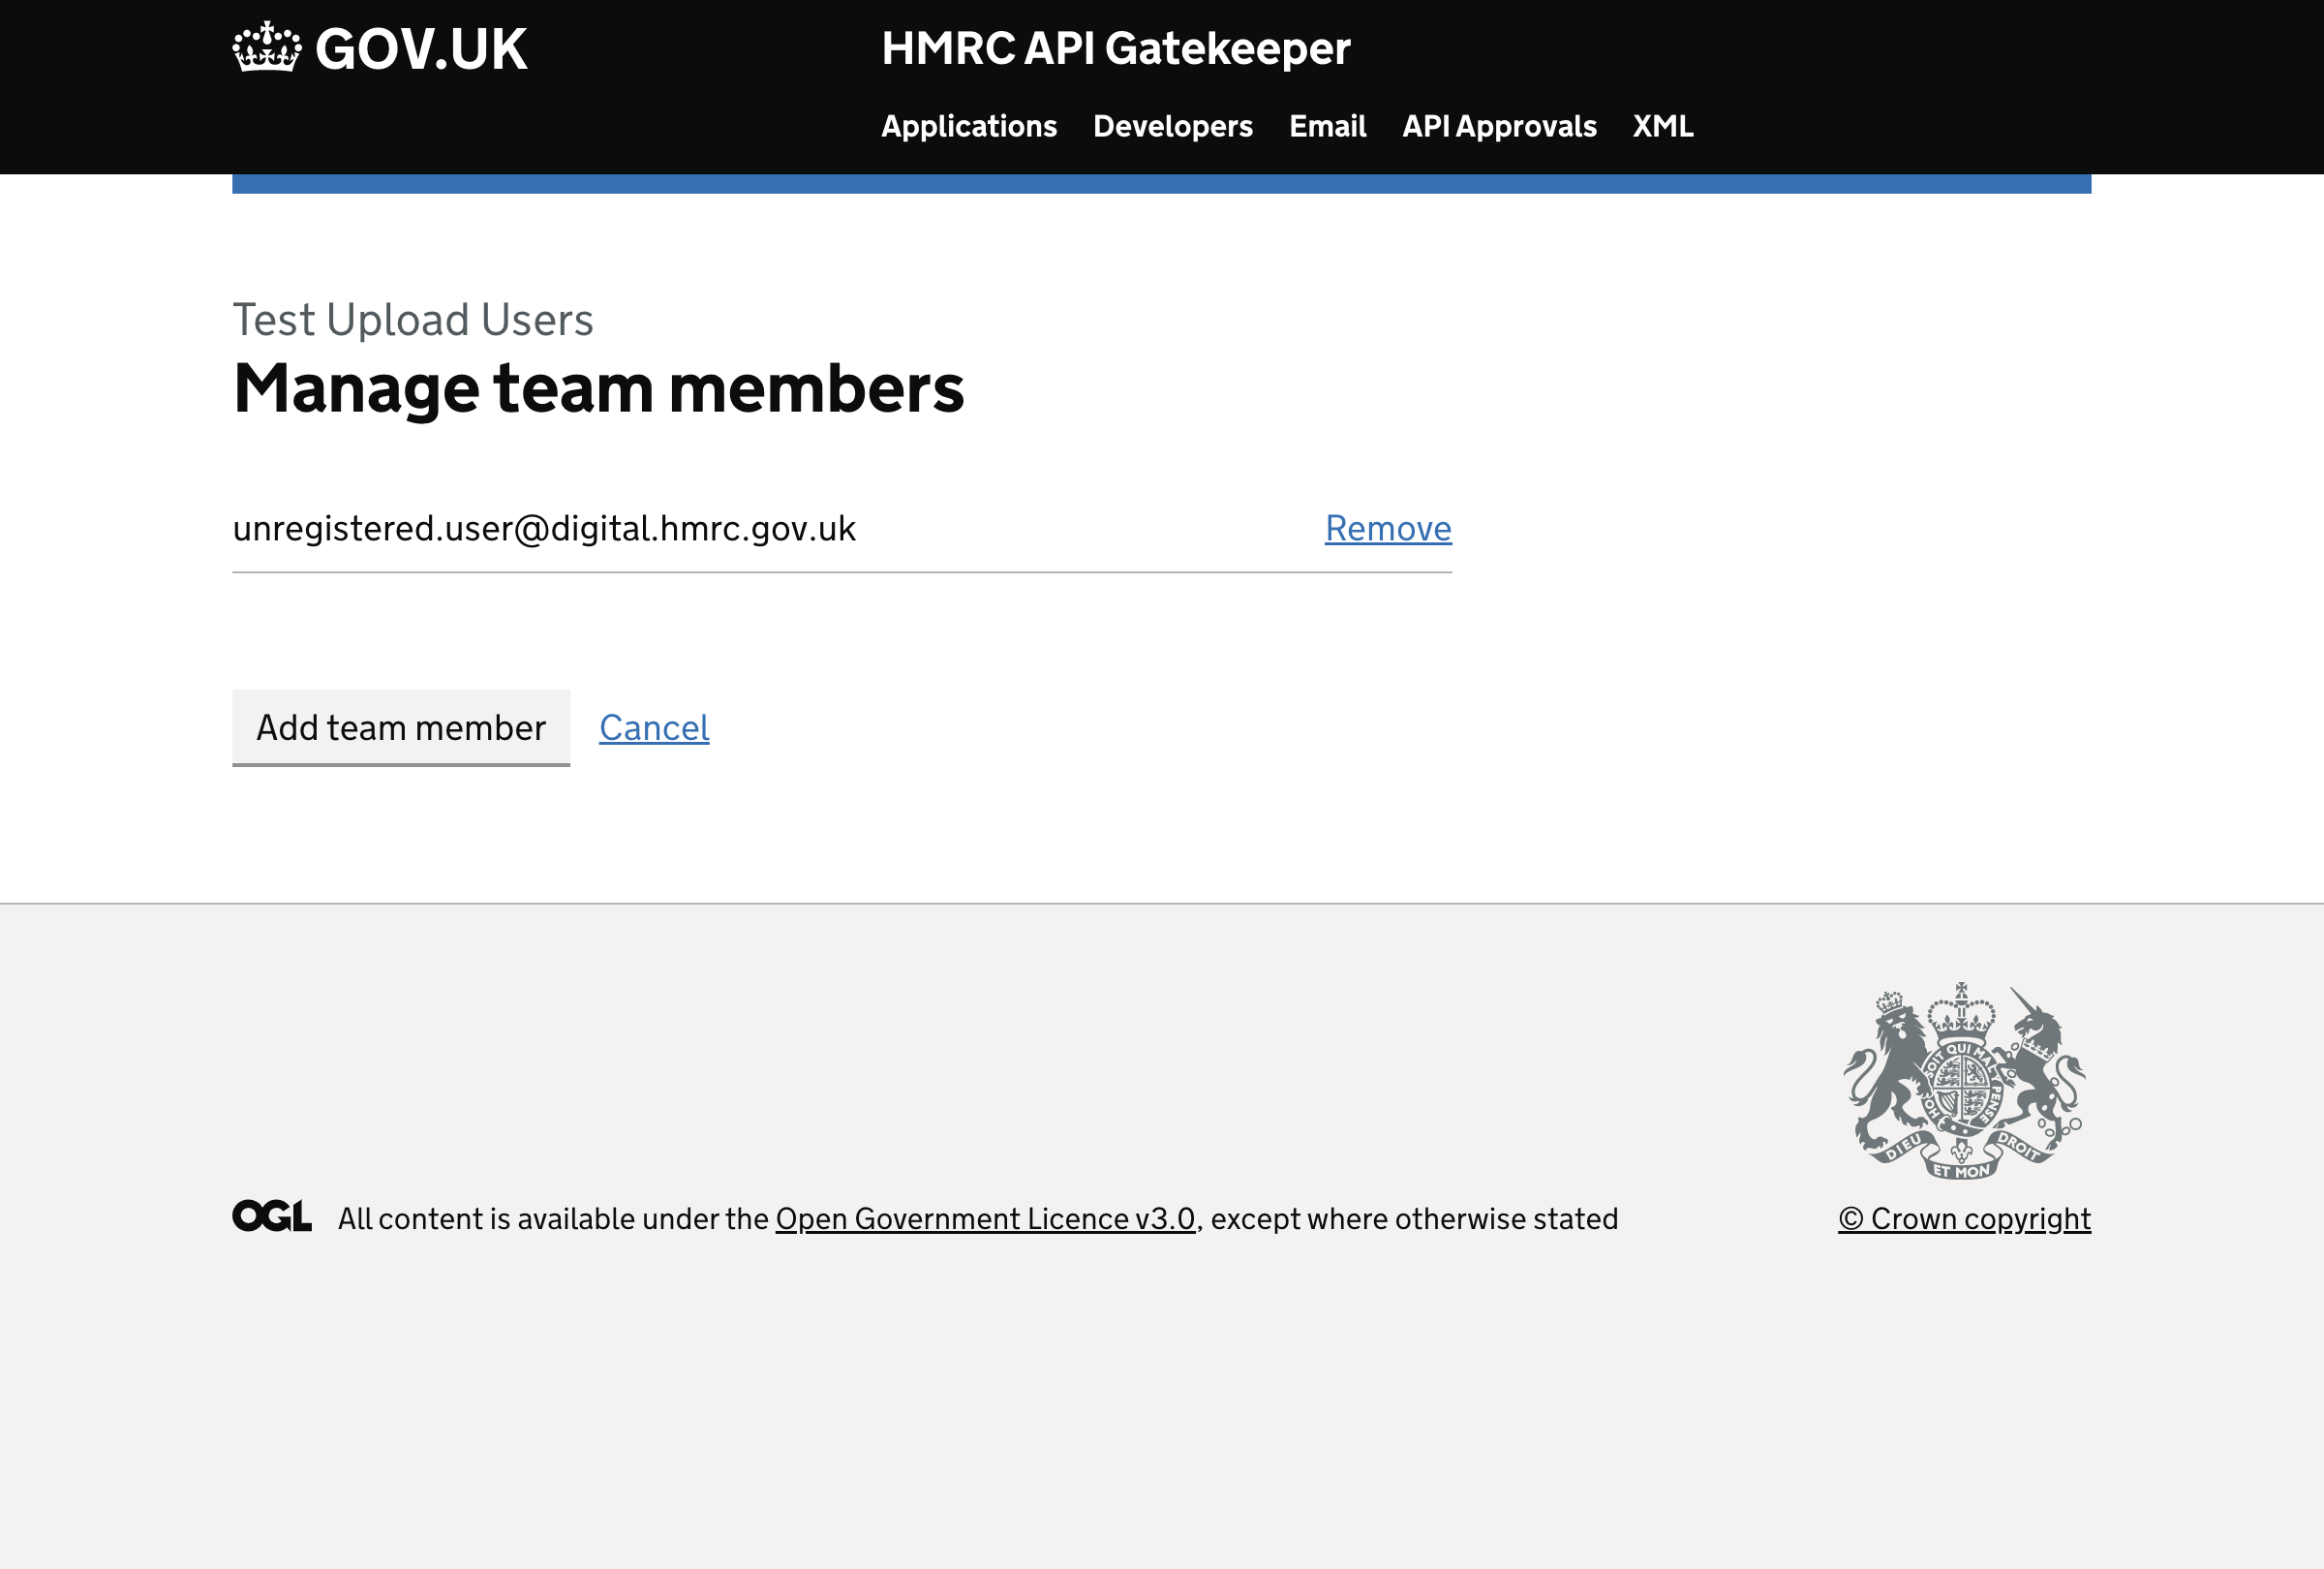 GOV.UK
HMRC API Gatekeeper
Applications Developers Email API Approvals XML
Test Upload Users
Manage team members
unregistered.user@digital.hmrc.gov.uk Remove
Add team member Cancel
HONI SOIT QUI MAL Y PENSE
DIEU ET MON DROIT
OGL All content is available under the Open Government Licence v3.0, except where otherwise stated
© Crown copyright